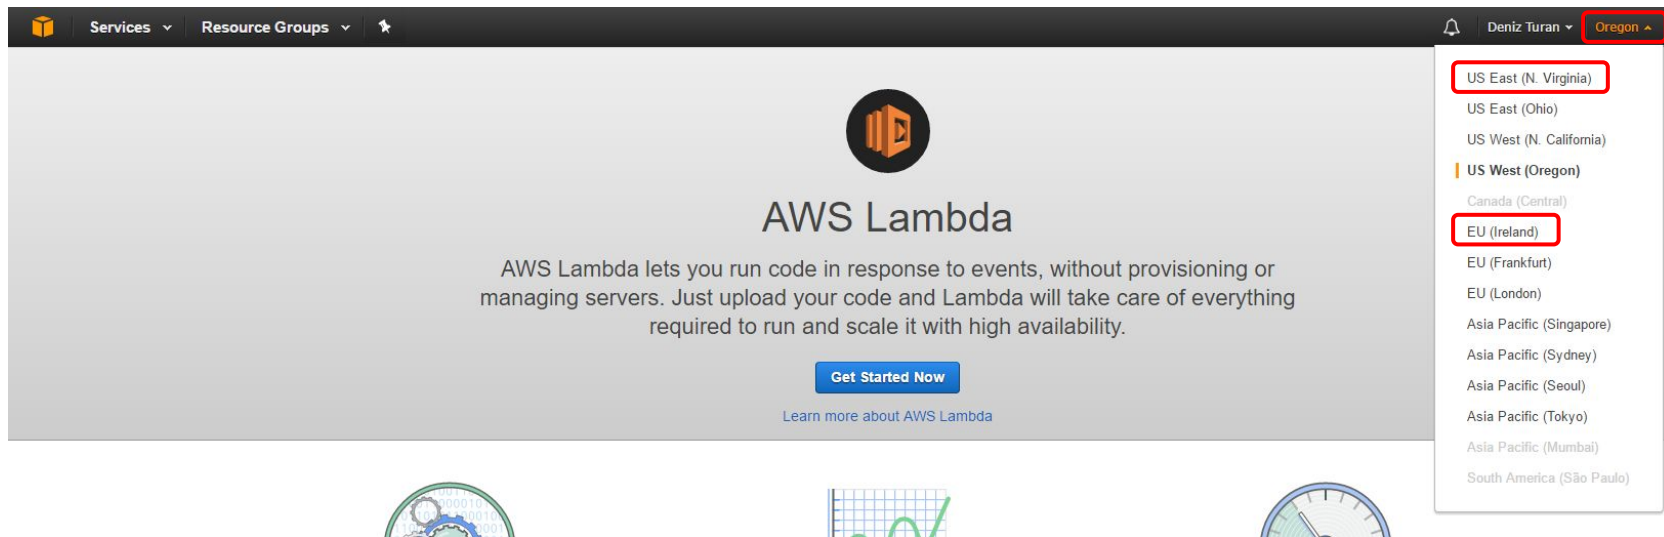 Services Resource Groups Deniz Turan Oregon
US East (N. Virginia)
US East (Ohio)
US West (N. California)
US West (Oregon)
Canada (Central)
EU (Ireland)
EU (Frankfurt)
EU (London)
Asia Pacific (Singapore)
Asia Pacific (Sydney)
Asia Pacific (Seoul)
Asia Pacific (Tokyo)
Asia Pacific (Mumbai)
South America (São Paulo)
AWS Lambda
AWS Lambda lets you run code in response to events, without provisioning or
managing servers. Just upload your code and Lambda will take care of everything
required to run and scale it with high availability.
Get Started Now
Learn more about AWS Lambda